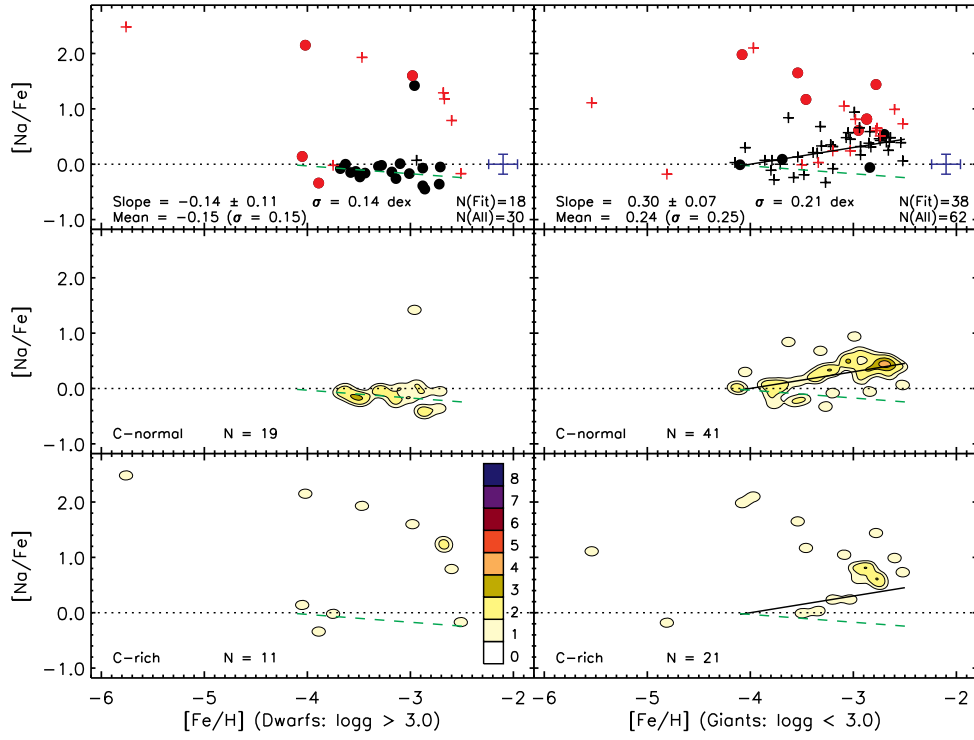 2.0
1.0
0.0
−1.0
[Na/Fe]
Slope = −0.14 ± 0.11 σ = 0.14 dex N(Fit)=18
Mean = −0.15 (σ = 0.15) N(All)=30
Slope = 0.30 ± 0.07 σ = 0.21 dex N(Fit)=38
Mean = 0.24 (σ = 0.25) N(All)=62
2.0
1.0
0.0
−1.0
[Na/Fe]
C−normal N = 19
C−normal N = 41
2.0
1.0
0.0
−1.0
[Na/Fe]
8
7
6
5
4
3
2
1
0
C−rich N = 11
C−rich N = 21
−6 −5 −4 −3 −2
−6 −5 −4 −3 −2
[Fe/H] (Dwarfs: logg > 3.0)
[Fe/H] (Giants: logg < 3.0)